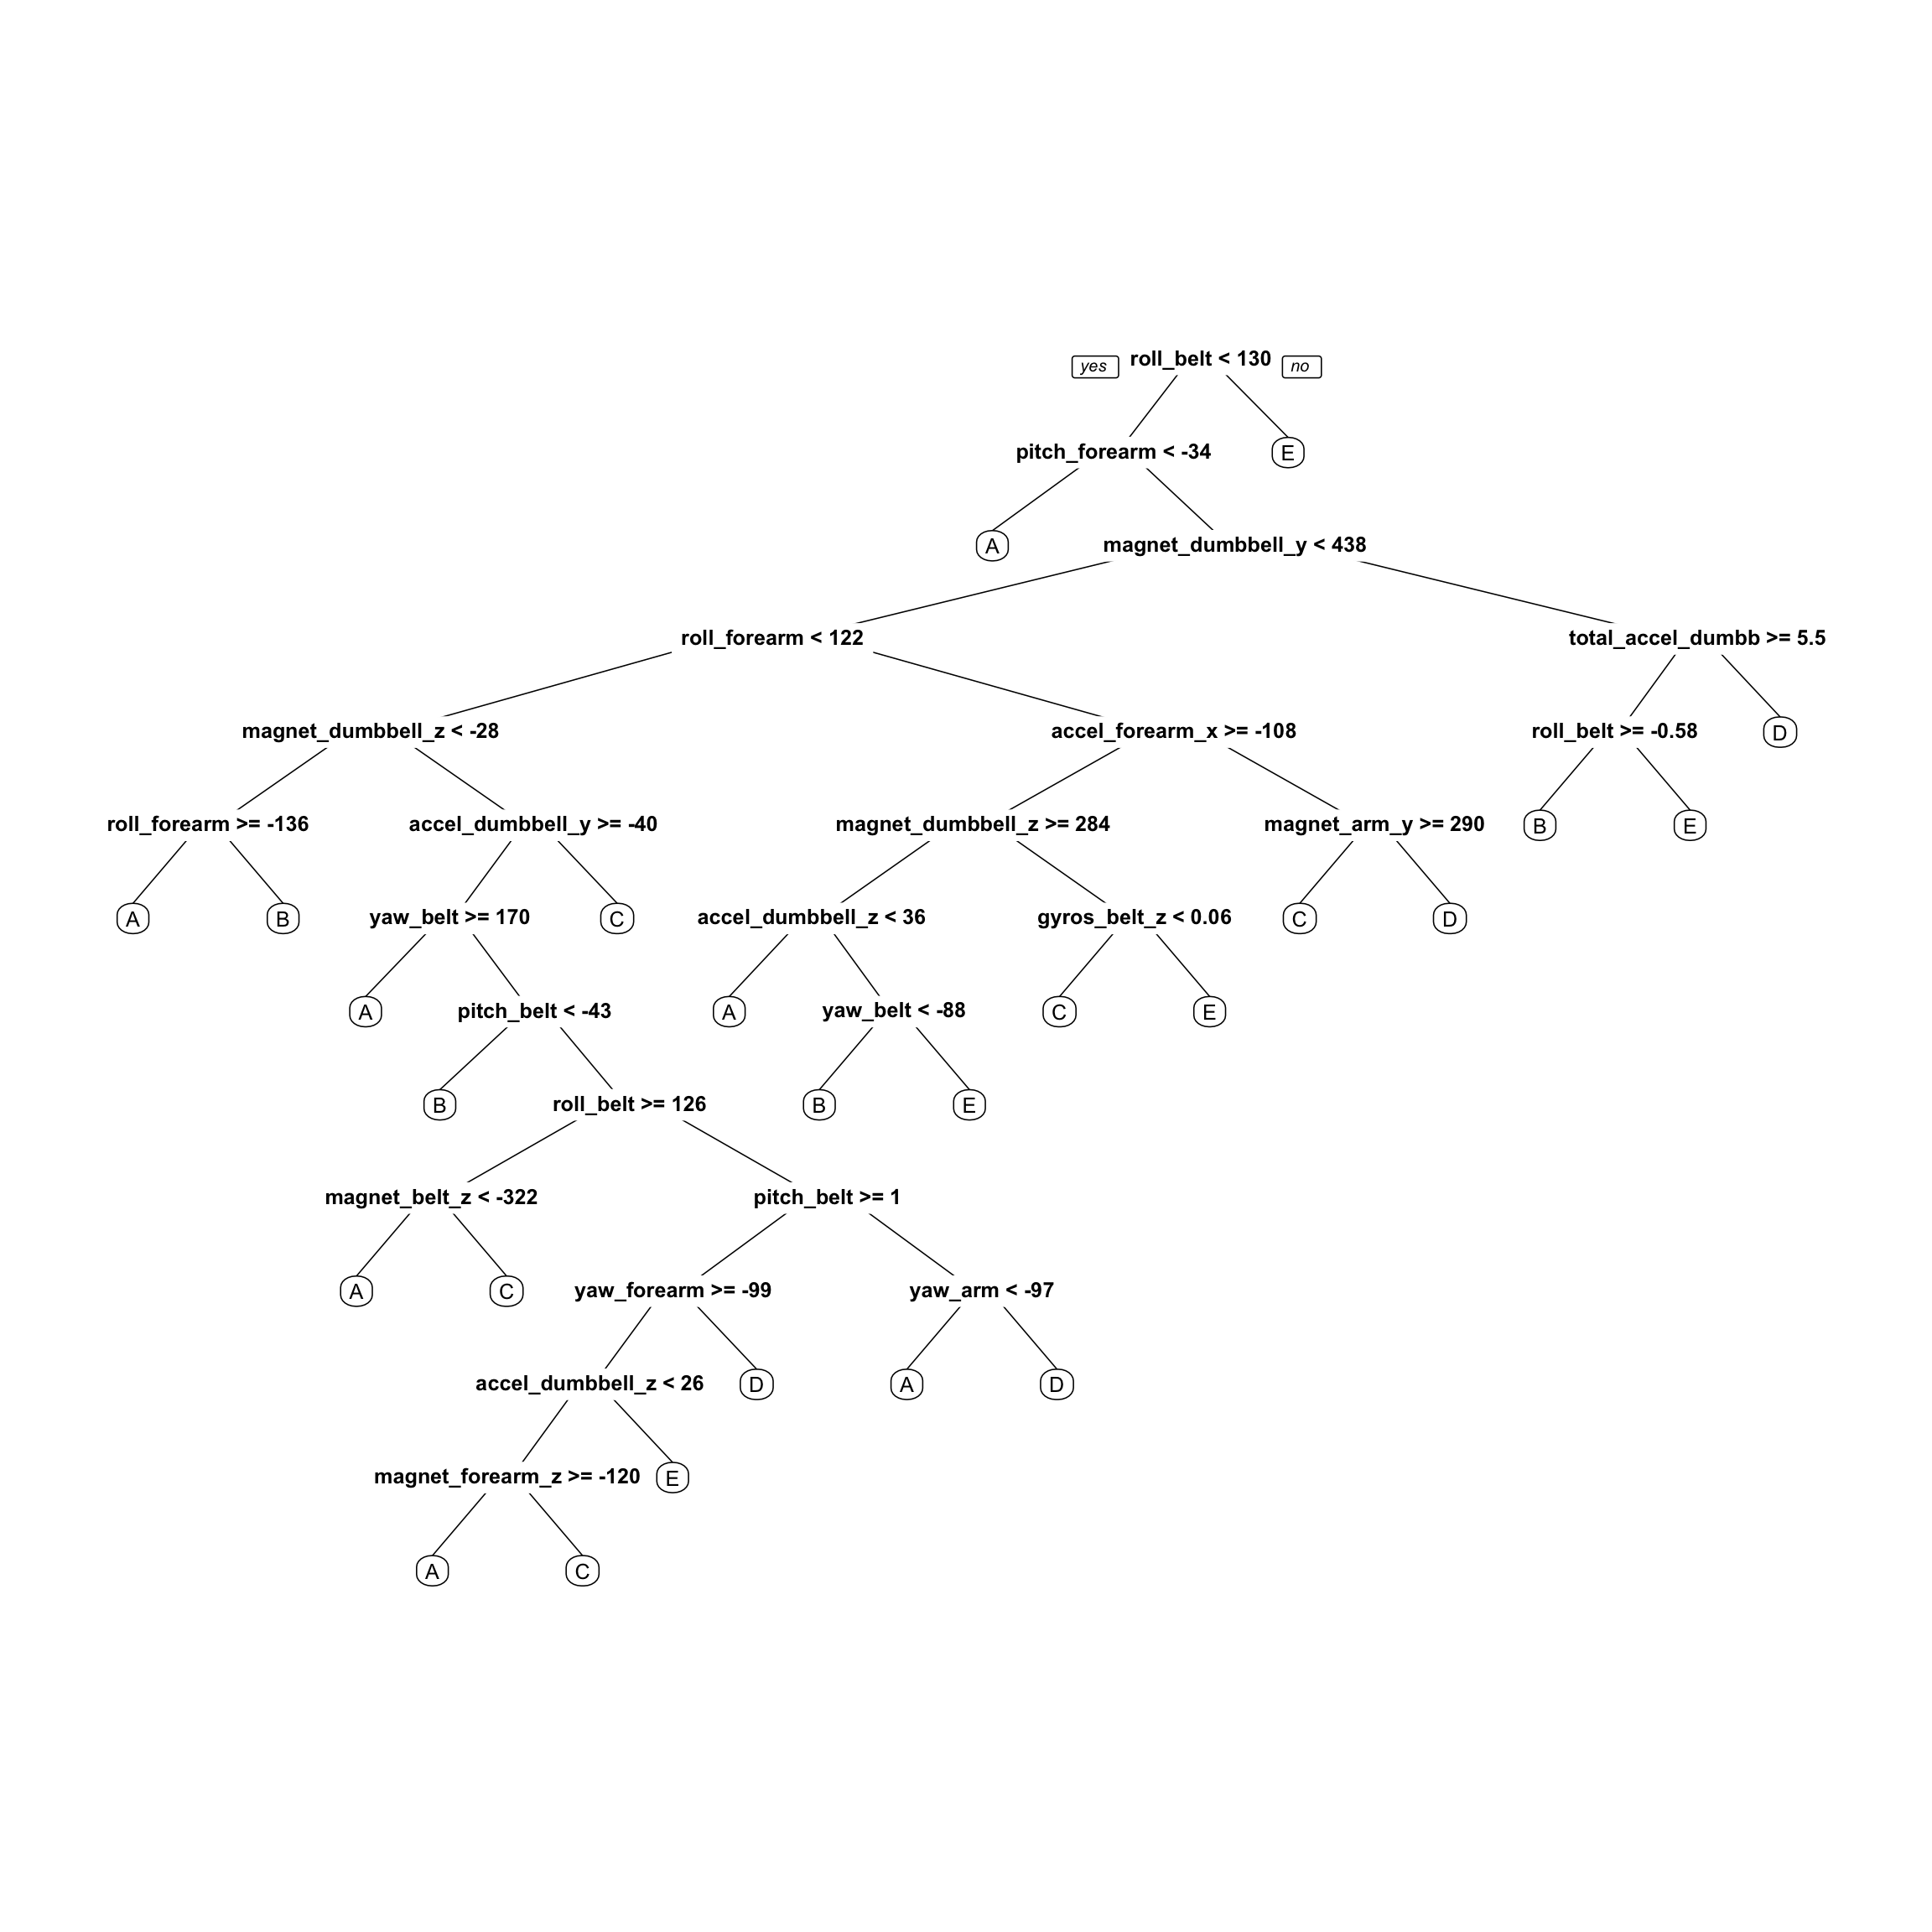 yes roll_belt < 130 no
pitch_forearm < -34 E
A magnet_dumbbell_y < 438
roll_forearm < 122 total_accel_dumbb >= 5.5
magnet_dumbbell_z < -28 accel_forearm_x >= -108 roll_belt >= -0.58 D
roll_forearm >= -136 accel_dumbbell_y >= -40 magnet_dumbbell_z >= 284 magnet_arm_y >= 290 B E
A B yaw_belt >= 170 C accel_dumbbell_z < 36 gyros_belt_z < 0.06 C D
A pitch_belt < -43 A yaw_belt < -88 C E
B roll_belt >= 126 B E
magnet_belt_z < -322 pitch_belt >= 1
A C yaw_forearm >= -99 yaw_arm < -97
accel_dumbbell_z < 26 D A D
magnet_forearm_z >= -120 E
A C